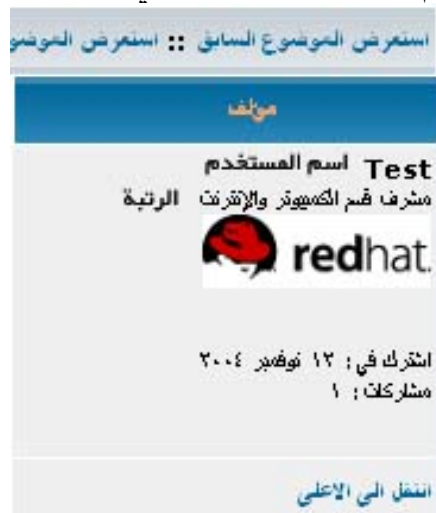 استعرض الموضوع السابق :: استعرض الموضو
مؤلف
Test اسم المستخدم
مشرف قسم الكمبيوتر والإنترنت الرتبة
redhat.
اشترك في: ١٢ نوفمبر ٢٠٠٤
مشاركات: ١
انتقل الى الاعلى